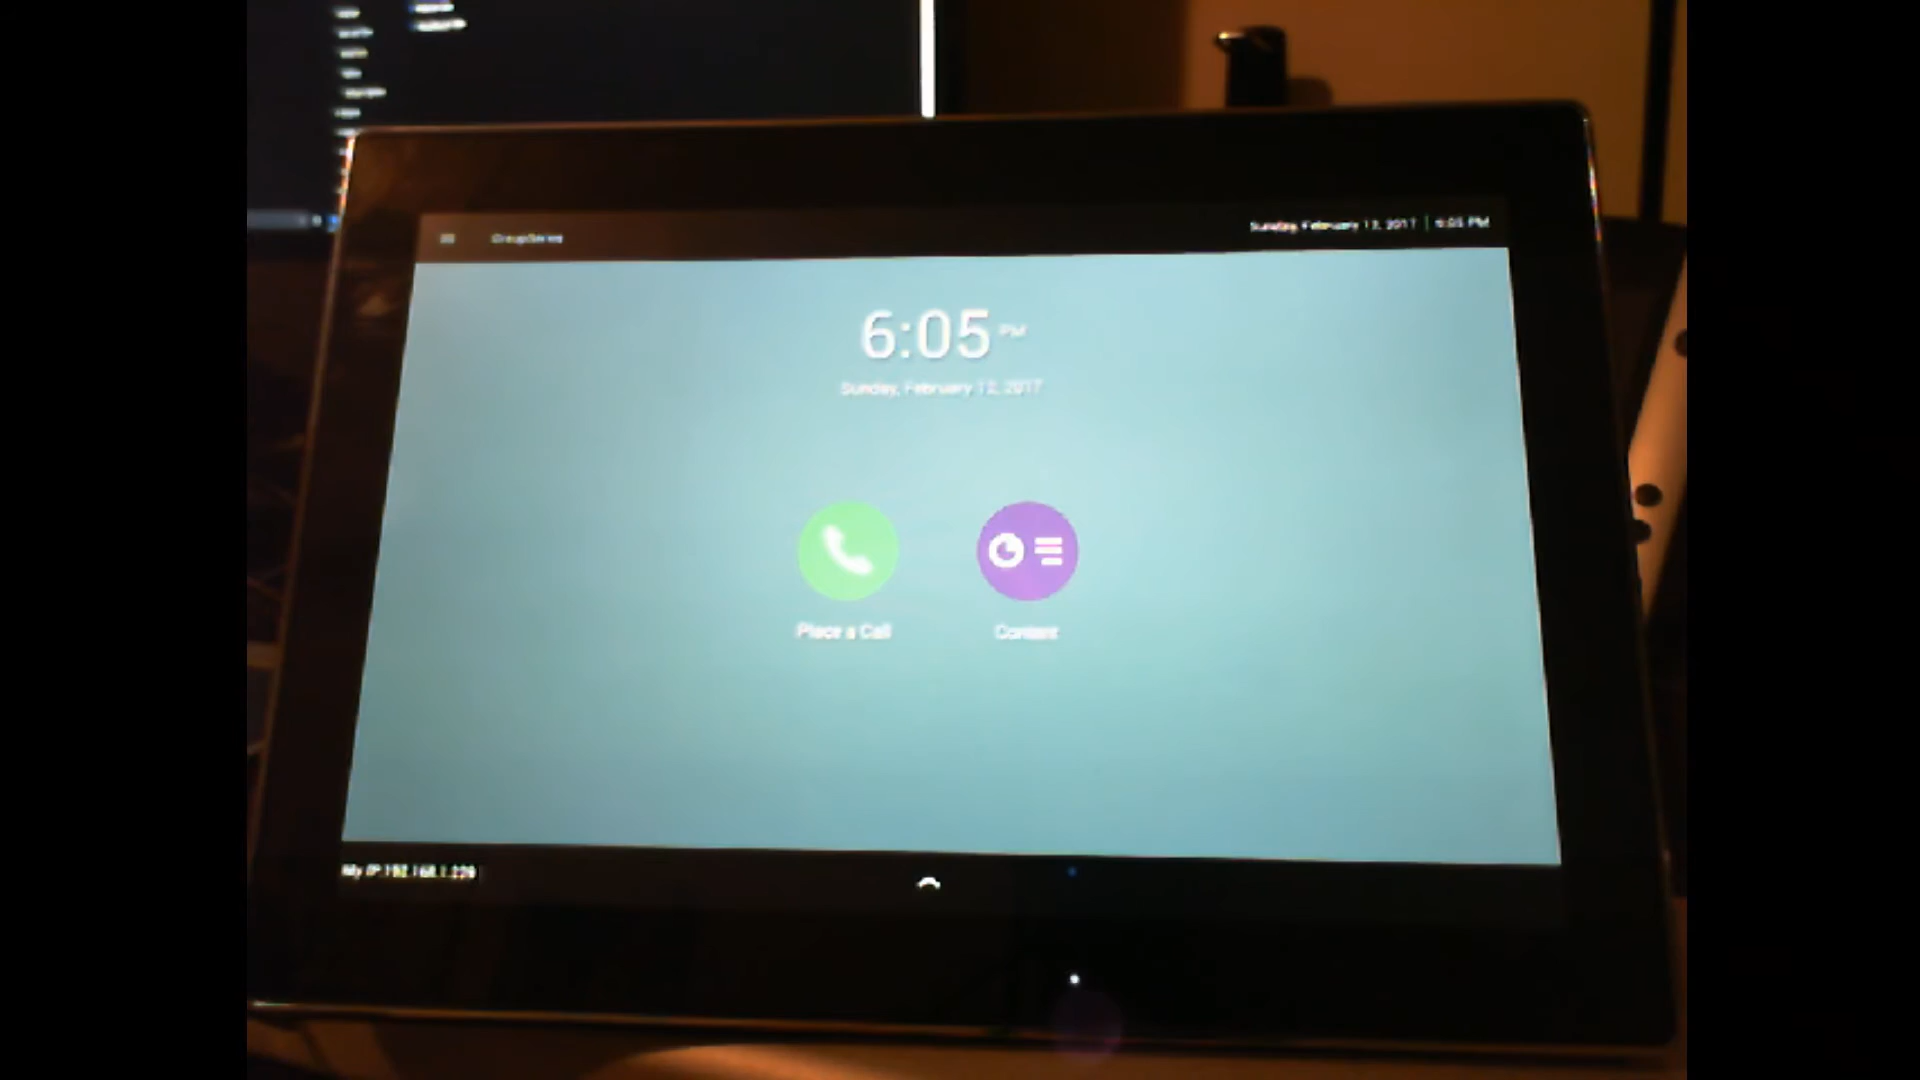 GroupSeries
Sunday, February 12, 2017 | 6:05 PM
6:05 PM
Sunday, February 12, 2017
Place a Call
Content
My IP:192.168.1.229